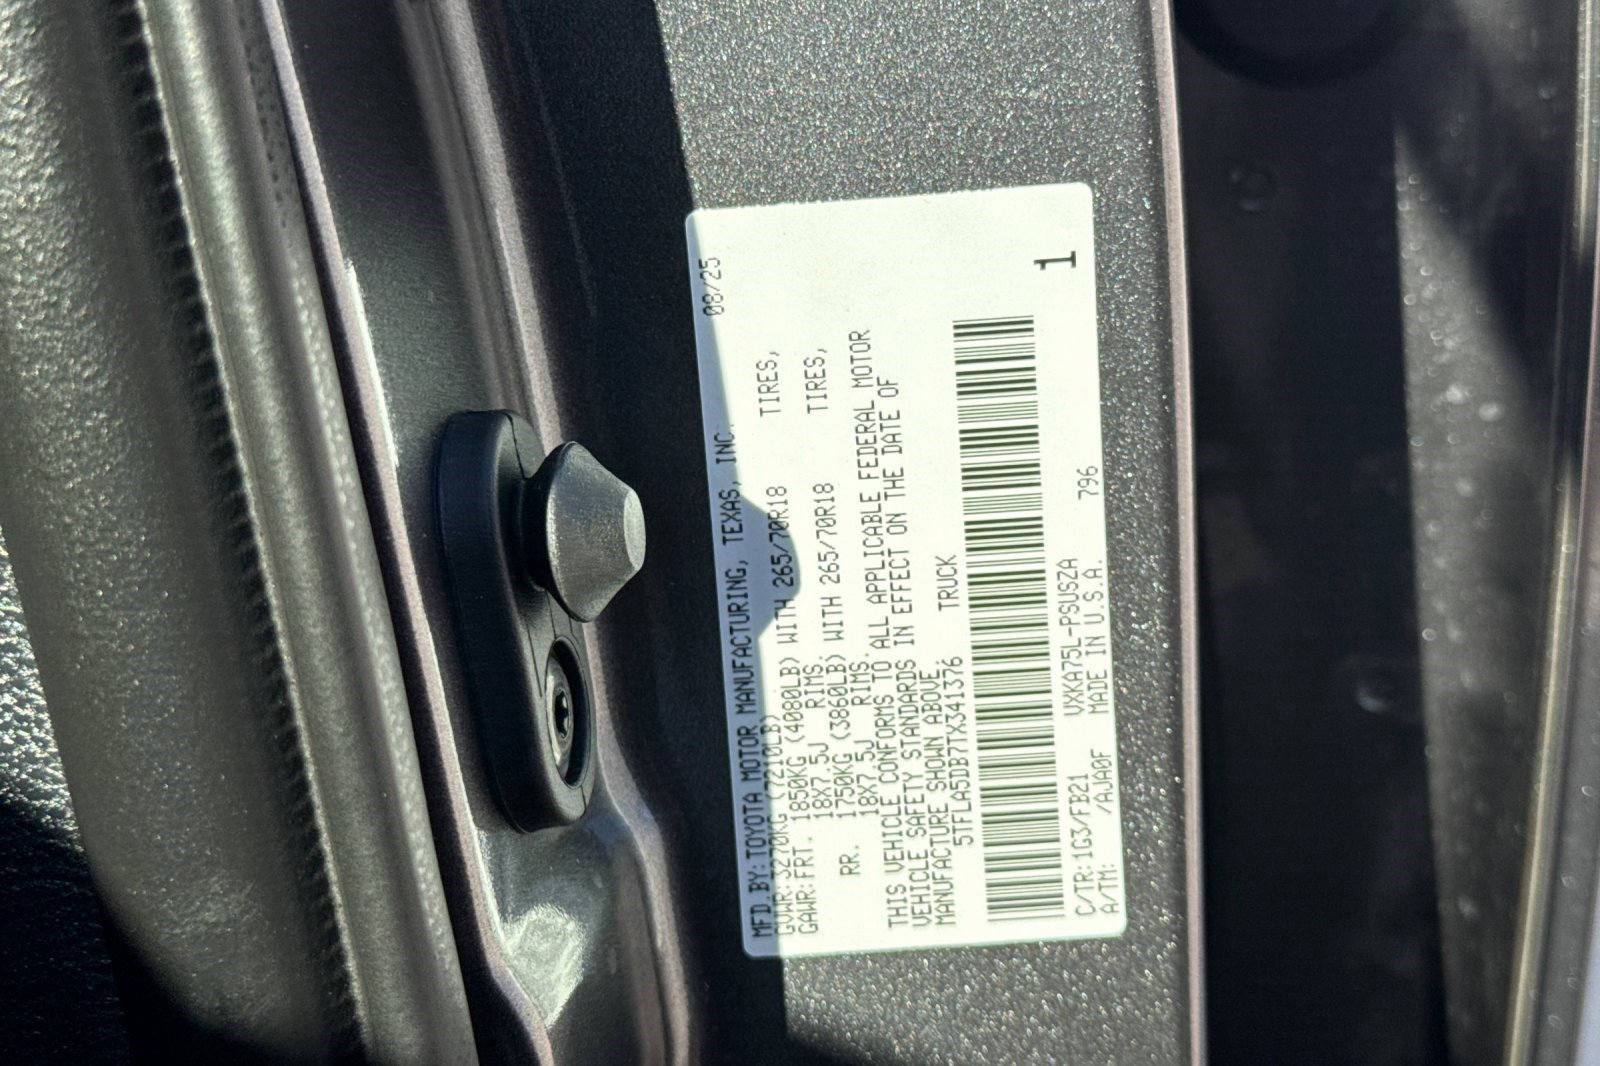 MFD.BY:TOYOTA MOTOR MANUFACTURING, TEXAS, INC. 08/25
GVWR:3270KG (7210LB)
GAWR:FRT. 1850KG (4080LB) WITH 265/70R18 TIRES,
18X7.5J RIMS.
RR. 1750KG (3860LB) WITH 265/70R18 TIRES,
18X7.5J RIMS.
THIS VEHICLE CONFORMS TO ALL APPLICABLE FEDERAL MOTOR
VEHICLE SAFETY STANDARDS IN EFFECT ON THE DATE OF
MANUFACTURE SHOWN ABOVE.
5TFLA5DB7TX341376 TRUCK
1
C/TR:1G3/FB21 VXKA75L-PSUSZA 796
A/TM: /AJA0F MADE IN U.S.A.